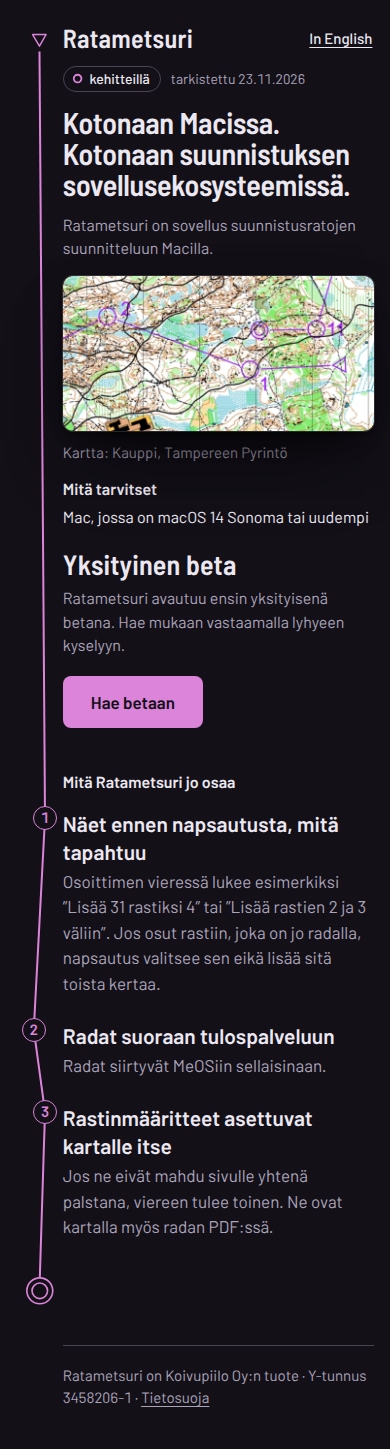 Ratametsuri
In English
kehitteillä
tarkistettu 23.11.2026
Kotonaan Macissa.
Kotonaan suunnistuksen
sovellusekosysteemissä.
Ratametsuri on sovellus suunnistusratojen
suunnitteluun Macilla.
2
11
1
Kartta: Kauppi, Tampereen Pyrintö
Mitä tarvitset
Mac, jossa on macOS 14 Sonoma tai uudempi
Yksityinen beta
Ratametsuri avautuu ensin yksityisenä
betana. Hae mukaan vastaamalla lyhyeen
kyselyyn.
Hae betaan
Mitä Ratametsuri jo osaa
1
Näet ennen napsautusta, mitä
tapahtuu
Osoittimen vieressä lukee esimerkiksi
”Lisää 31 rastiksi 4” tai ”Lisää rastien 2 ja 3
väliin”. Jos osut rastiin, joka on jo radalla,
napsautus valitsee sen eikä lisää sitä
toista kertaa.
2
Radat suoraan tulospalveluun
Radat siirtyvät MeOSiin sellaisinaan.
3
Rastinmääritteet asettuvat
kartalle itse
Jos ne eivät mahdu sivulle yhtenä
palstana, viereen tulee toinen. Ne ovat
kartalla myös radan PDF:ssä.
Ratametsuri on Koivupiilo Oy:n tuote · Y-tunnus
3458206-1 · Tietosuoja